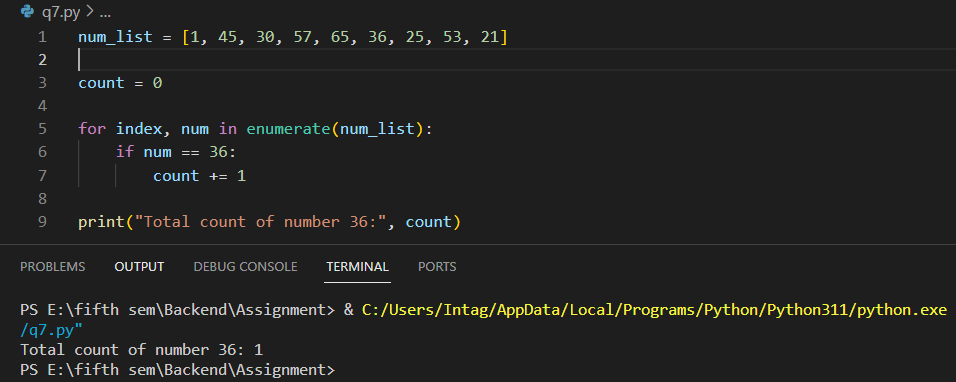 q7.py > ...
1 num_list = [1, 45, 30, 57, 65, 36, 25, 53, 21]
2
3 count = 0
4
5 for index, num in enumerate(num_list):
6     if num == 36:
7         count += 1
8
9 print("Total count of number 36:", count)
PROBLEMS OUTPUT DEBUG CONSOLE TERMINAL PORTS
PS E:\fifth sem\Backend\Assignment> & C:/Users/Intag/AppData/Local/Programs/Python/Python311/python.exe
/q7.py"
Total count of number 36: 1
PS E:\fifth sem\Backend\Assignment>